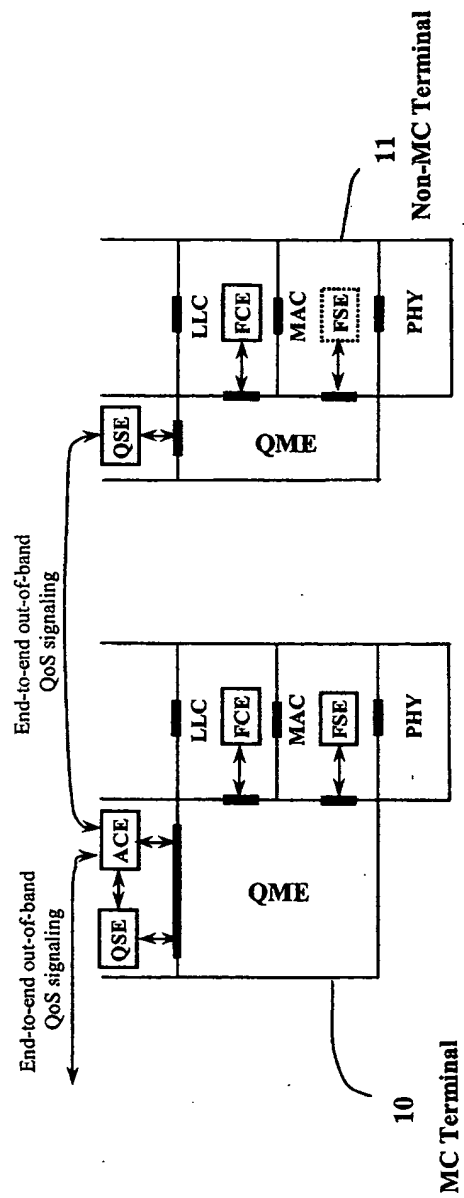 End-to-end out-of-band
QoS signaling
End-to-end out-of-band
QoS signaling
QSE
ACE
QME
LLC
FCE
MAC
FSE
PHY
10
MC Terminal
QSE
QME
LLC
FCE
MAC
FSE
PHY
11
Non-MC Terminal